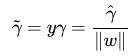 γ̃ = yγ = γ̂ / ‖w‖